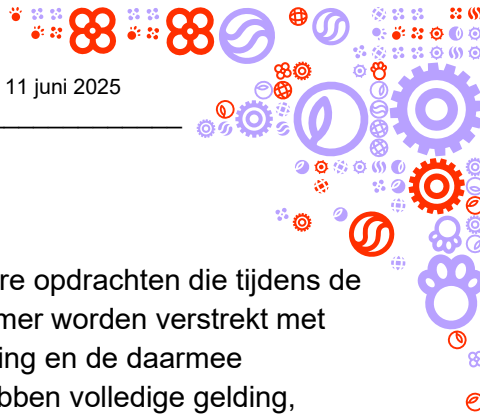 11 juni 2025
re opdrachten die tijdens de
mer worden verstrekt met
ing en de daarmee
bben volledige gelding,